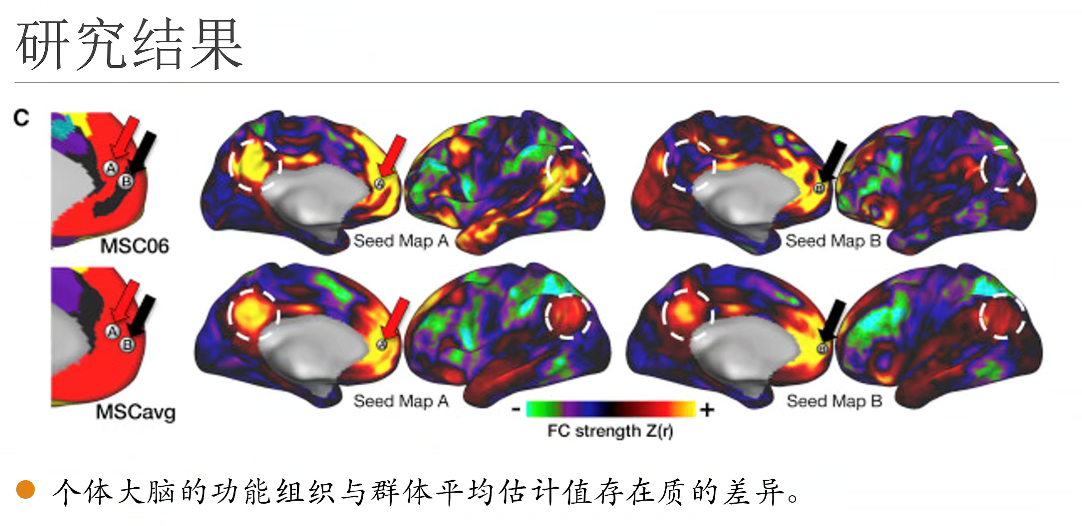 研究结果
C
A
B
MSC06
A
Seed Map A
B
Seed Map B
A
B
MSCavg
A
Seed Map A
B
Seed Map B
- +
FC strength Z(r)
个体大脑的功能组织与群体平均估计值存在质的差异。